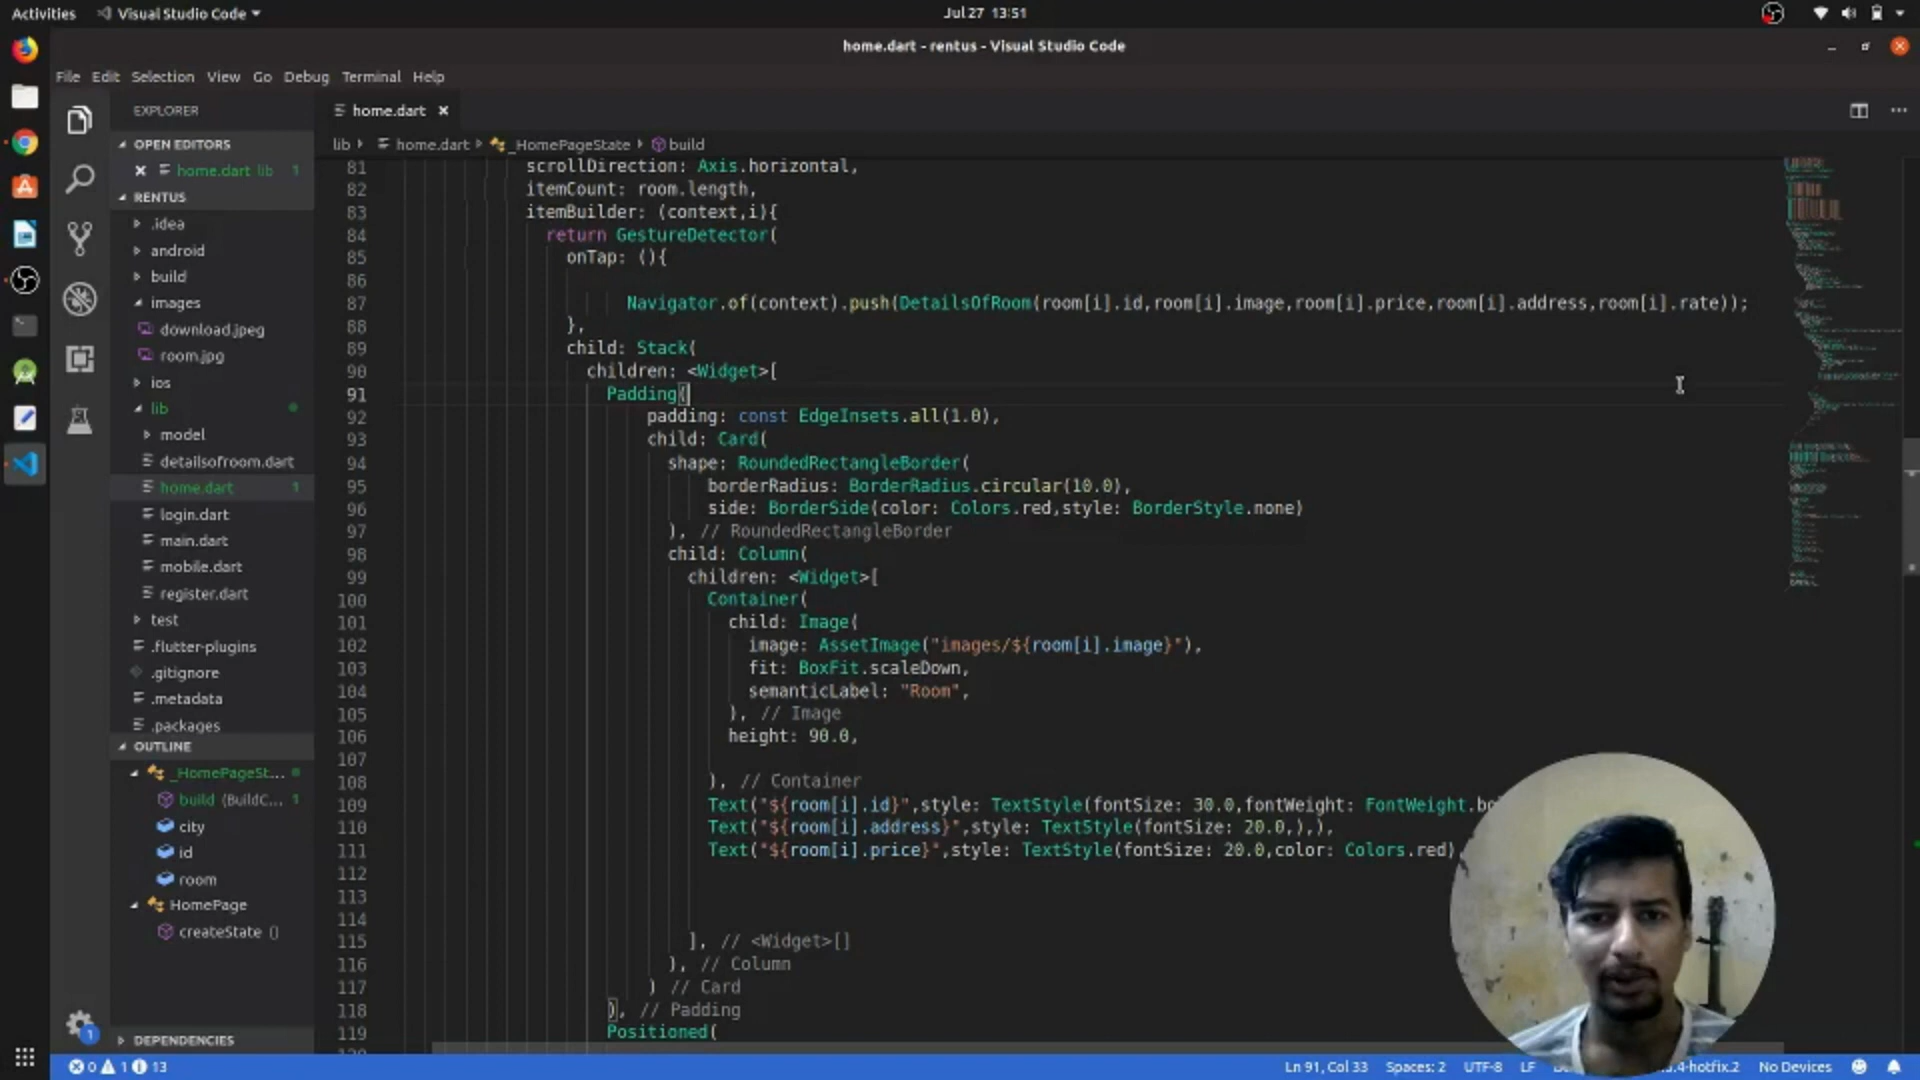 Activities
Visual Studio Code
Jul 27 13:51
home.dart - rentus - Visual Studio Code
File Edit Selection View Go Debug Terminal Help
EXPLORER
OPEN EDITORS
home.dart lib 1
RENTUS
.idea
android
build
images
download.jpeg
room.jpg
ios
lib
model
detailsofroom.dart
home.dart 1
login.dart
main.dart
mobile.dart
register.dart
test
.flutter-plugins
.gitignore
.metadata
.packages
OUTLINE
_HomePageSt...
build (BuildC... 1
city
id
room
HomePage
createState ()
DEPENDENCIES
home.dart
lib home.dart _HomePageState build
81 scrollDirection: Axis.horizontal,
82 itemCount: room.length,
83 itemBuilder: (context,i){
84 return GestureDetector(
85 onTap: (){
86
87 Navigator.of(context).push(DetailsOfRoom(room[i].id,room[i].image,room[i].price,room[i].address,room[i].rate));
88 },
89 child: Stack(
90 children: <Widget>[
91 Padding(
92 padding: const EdgeInsets.all(1.0),
93 child: Card(
94 shape: RoundedRectangleBorder(
95 borderRadius: BorderRadius.circular(10.0),
96 side: BorderSide(color: Colors.red,style: BorderStyle.none)
97 ), // RoundedRectangleBorder
98 child: Column(
99 children: <Widget>[
100 Container(
101 child: Image(
102 image: AssetImage("images/${room[i].image}"),
103 fit: BoxFit.scaleDown,
104 semanticLabel: "Room",
105 ), // Image
106 height: 90.0,
107
108 ), // Container
109 Text("${room[i].id}",style: TextStyle(fontSize: 30.0,fontWeight: FontWeight.bo
110 Text("${room[i].address}",style: TextStyle(fontSize: 20.0,),),
111 Text("${room[i].price}",style: TextStyle(fontSize: 20.0,color: Colors.red),
112
113
114
115 ], // <Widget>[]
116 ), // Column
117 ) // Card
118 ), // Padding
119 Positioned(
1
0 1 13
Ln 91, Col 33 Spaces: 2 UTF-8 LF .4-hotfix.2 No Devices